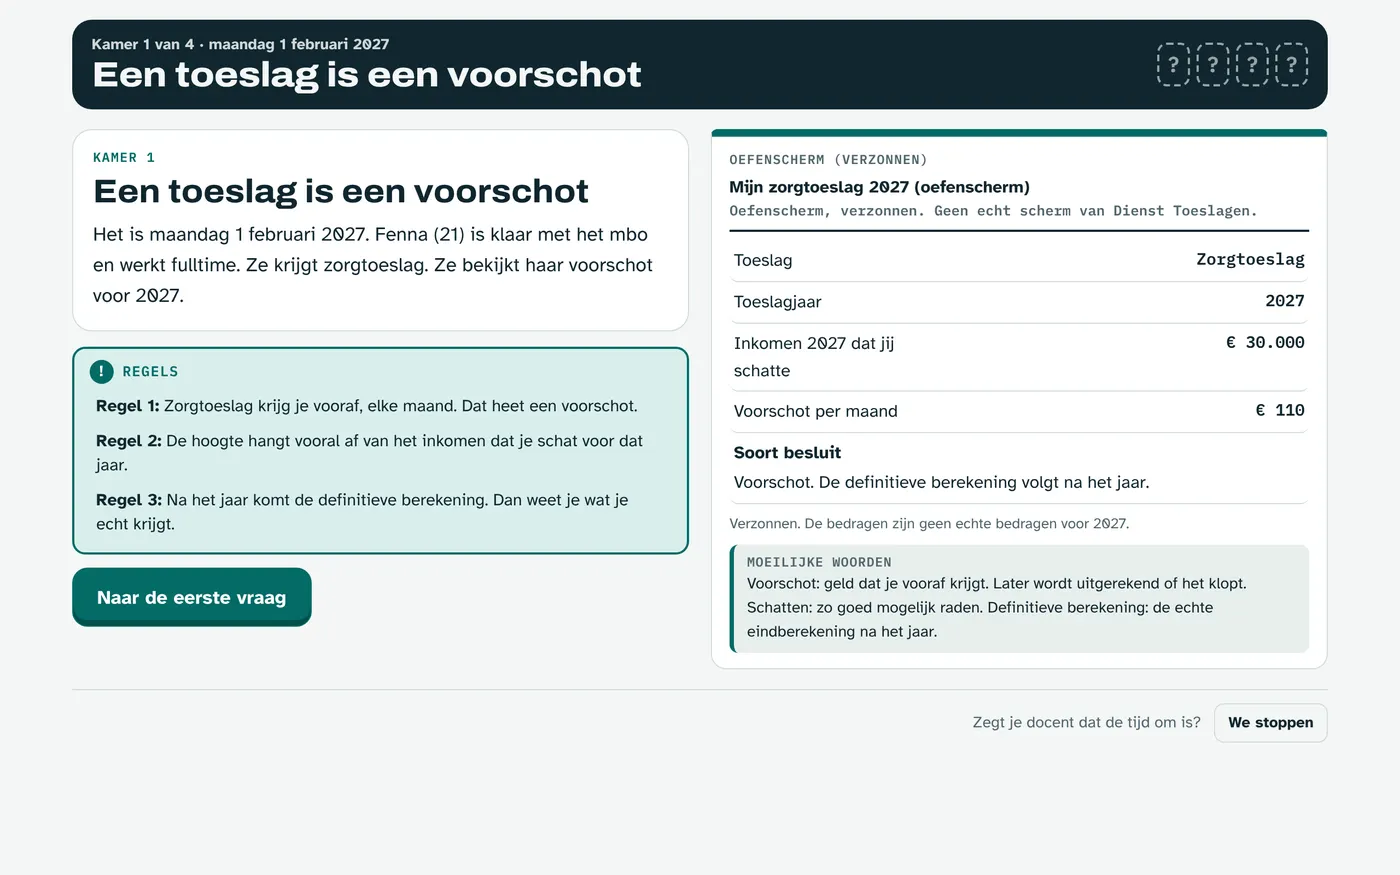 Kamer 1 van 4 · maandag 1 februari 2027
Een toeslag is een voorschot
? ? ? ?
KAMER 1
Een toeslag is een voorschot
Het is maandag 1 februari 2027. Fenna (21) is klaar met het mbo
en werkt fulltime. Ze krijgt zorgtoeslag. Ze bekijkt haar voorschot
voor 2027.
! REGELS
Regel 1: Zorgtoeslag krijg je vooraf, elke maand. Dat heet een voorschot.
Regel 2: De hoogte hangt vooral af van het inkomen dat je schat voor dat
jaar.
Regel 3: Na het jaar komt de definitieve berekening. Dan weet je wat je
echt krijgt.
Naar de eerste vraag
OEFENSCHERM (VERZONNEN)
Mijn zorgtoeslag 2027 (oefenscherm)
Oefenscherm, verzonnen. Geen echt scherm van Dienst Toeslagen.
Toeslag Zorgtoeslag
Toeslagjaar 2027
Inkomen 2027 dat jij € 30.000
schatte
Voorschot per maand € 110
Soort besluit
Voorschot. De definitieve berekening volgt na het jaar.
Verzonnen. De bedragen zijn geen echte bedragen voor 2027.
MOEILIJKE WOORDEN
Voorschot: geld dat je vooraf krijgt. Later wordt uitgerekend of het klopt.
Schatten: zo goed mogelijk raden. Definitieve berekening: de echte
eindberekening na het jaar.
Zegt je docent dat de tijd om is? We stoppen